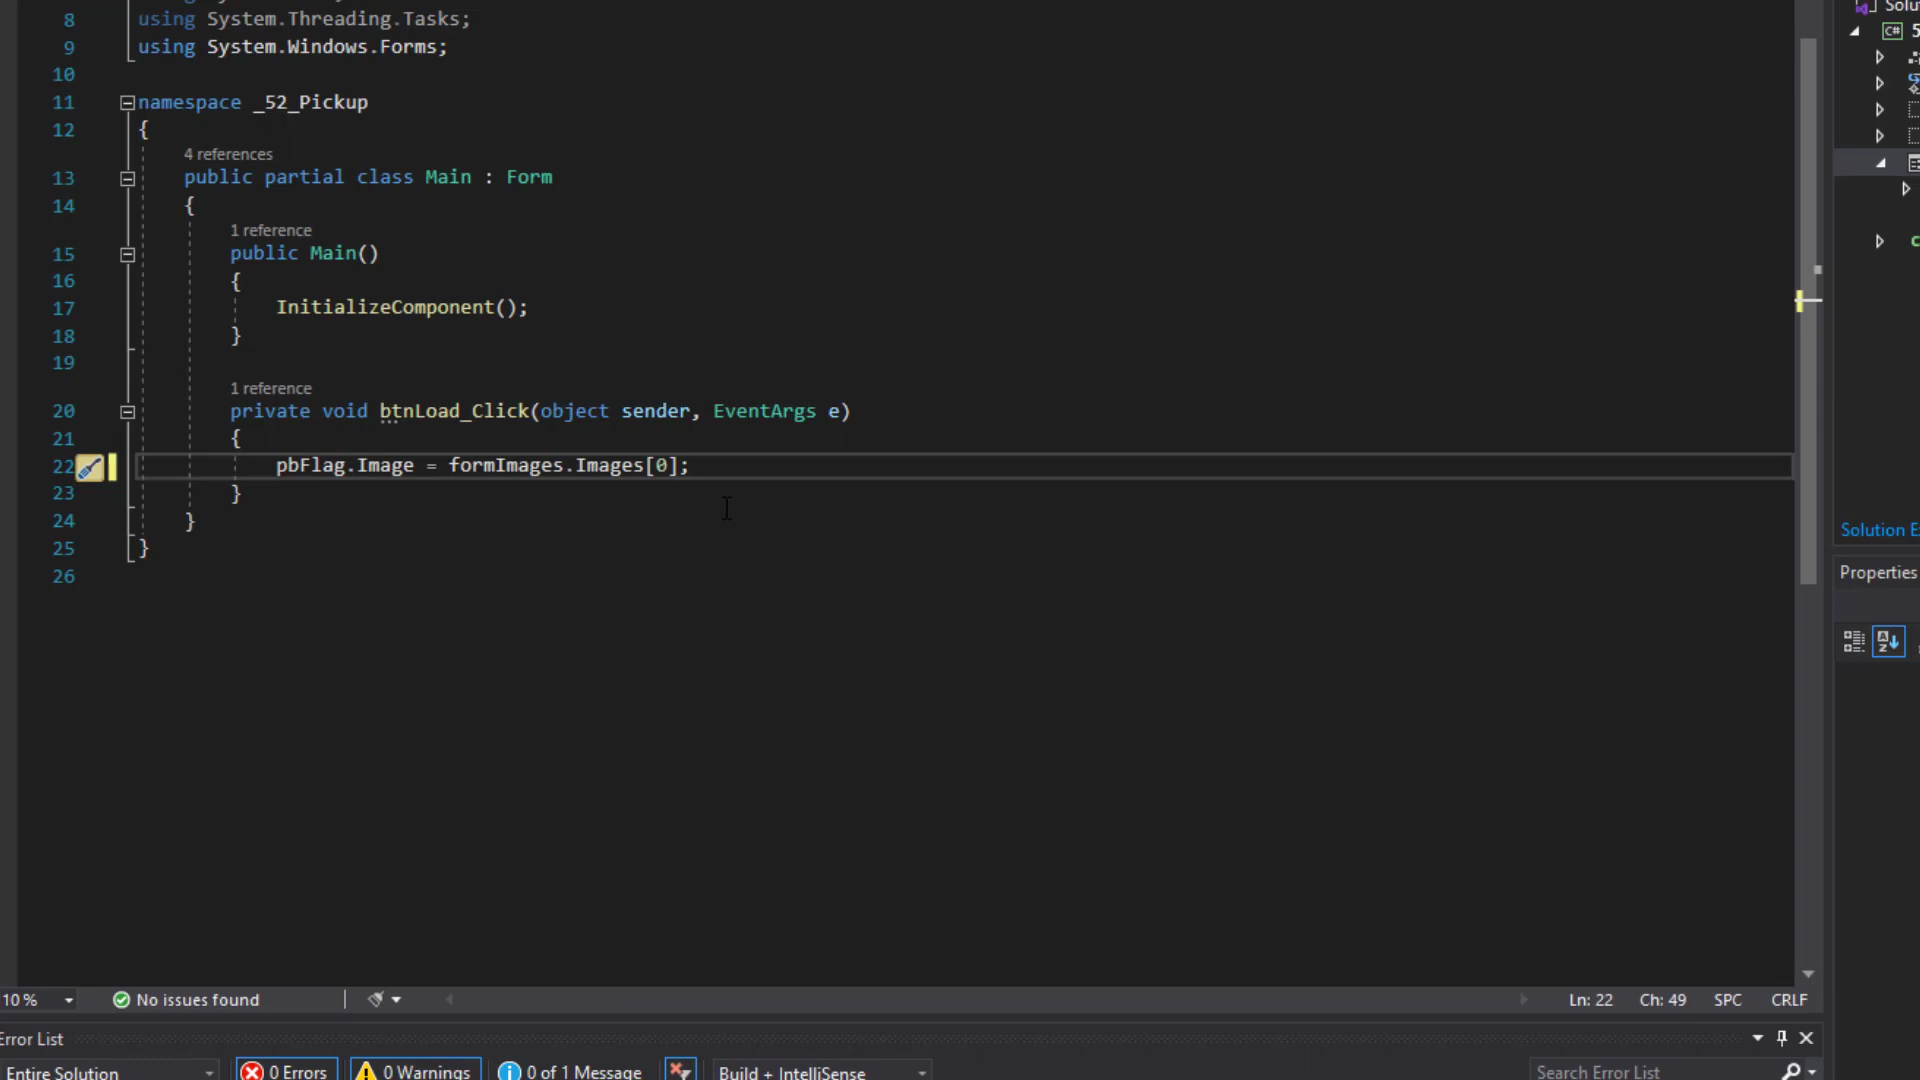 8 using System.Threading.Tasks;
9 using System.Windows.Forms;
10
11 namespace _52_Pickup
12 {
4 references
13 public partial class Main : Form
14 {
1 reference
15 public Main()
16 {
17 InitializeComponent();
18 }
19
1 reference
20 private void btnLoad_Click(object sender, EventArgs e)
21 {
22 pbFlag.Image = formImages.Images[0];
23 }
24 }
25 }
26
10 % No issues found Ln: 22 Ch: 49 SPC CRLF
Error List
Entire Solution 0 Errors 0 Warnings 0 of 1 Message Build + IntelliSense Search Error List
Solu
C# 5
Solution E
Properties